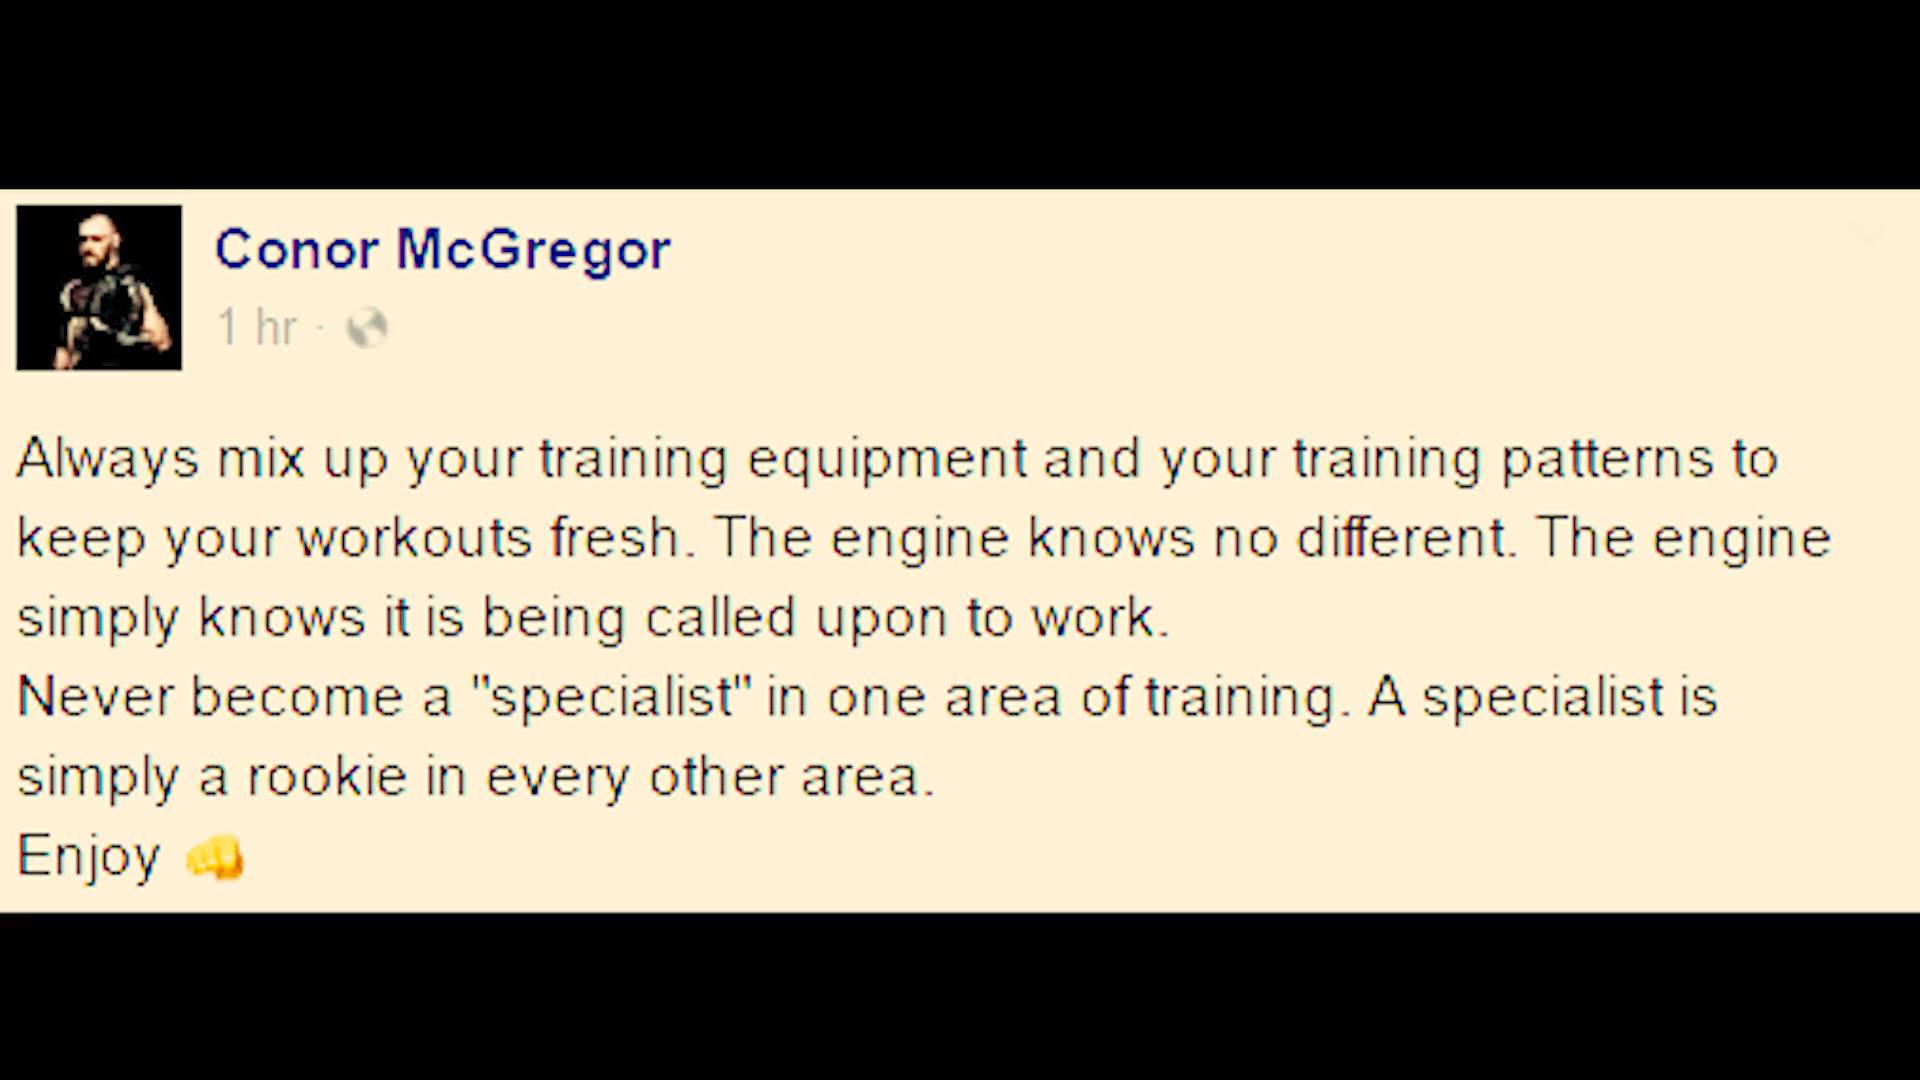 Conor McGregor
1 hr ·
Always mix up your training equipment and your training patterns to
keep your workouts fresh. The engine knows no different. The engine
simply knows it is being called upon to work.
Never become a "specialist" in one area of training. A specialist is
simply a rookie in every other area.
Enjoy 👊